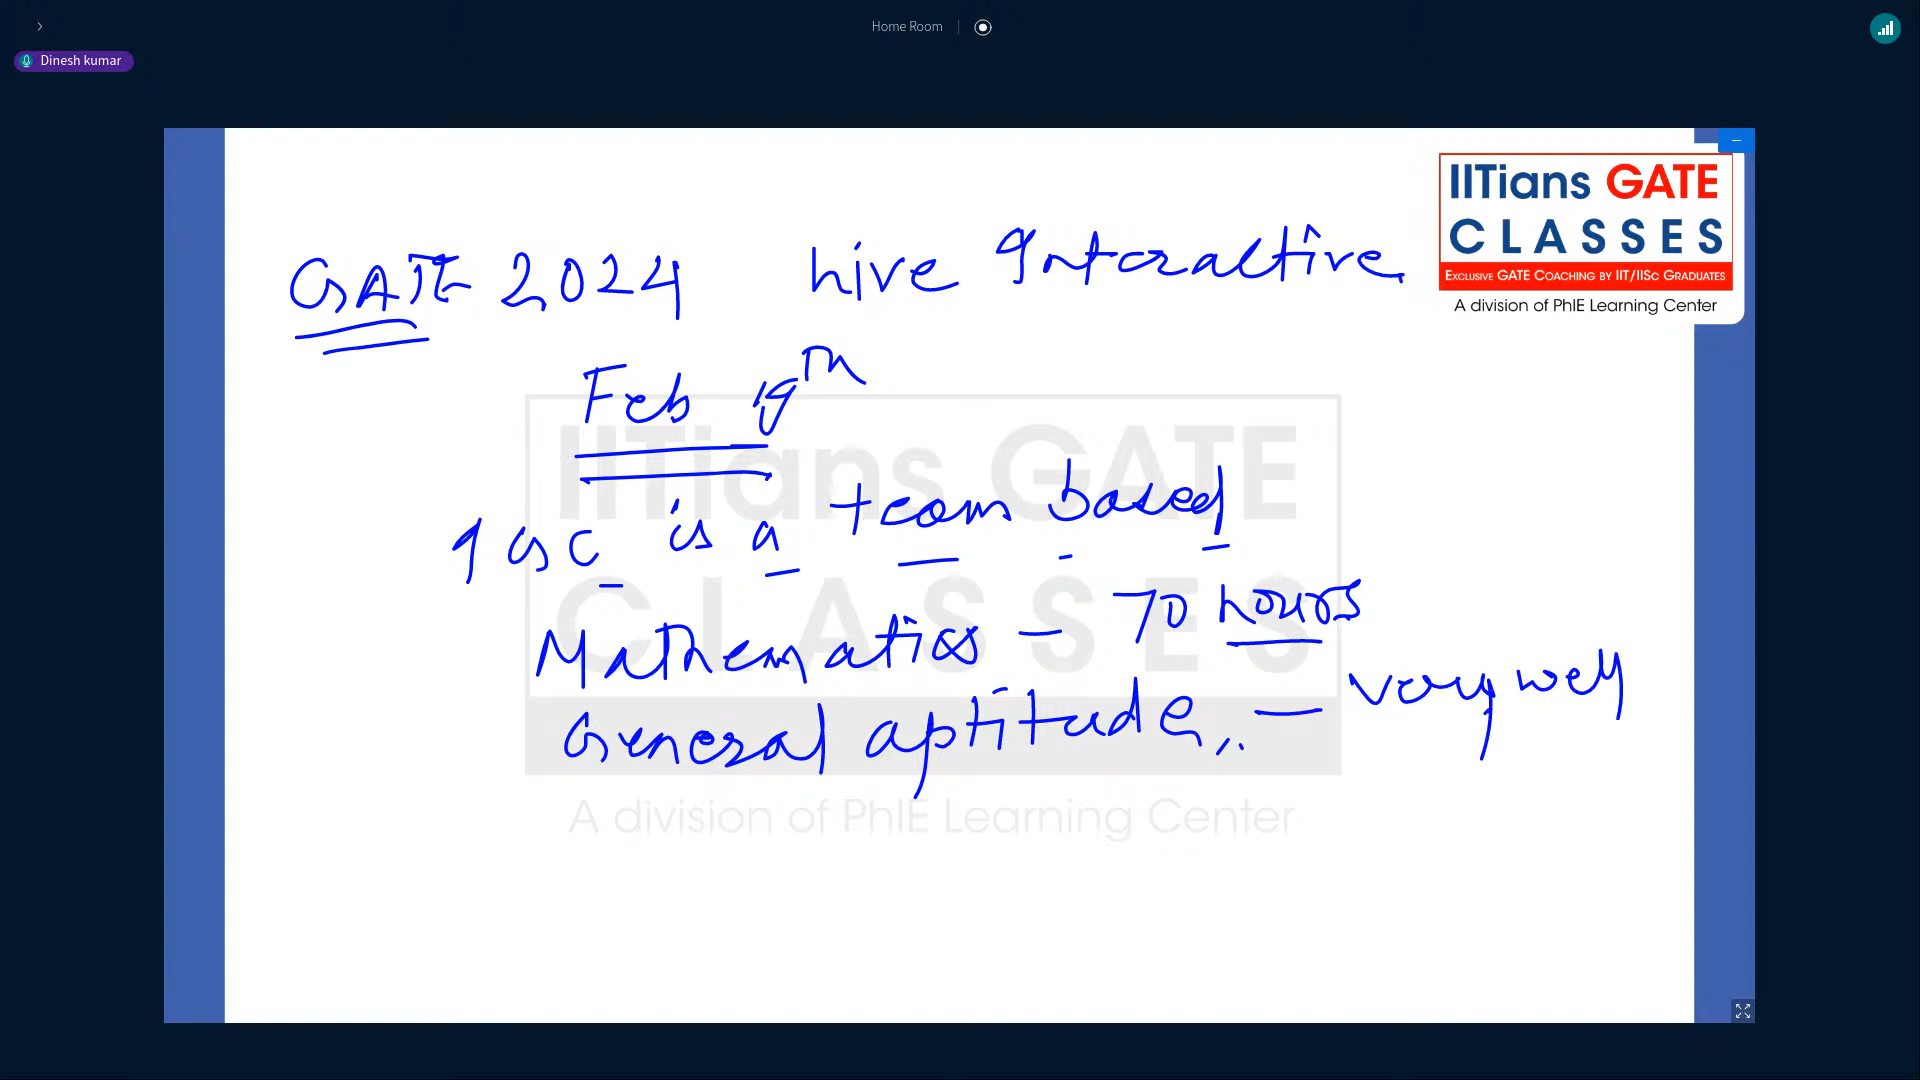 Home Room
Dinesh kumar
IITians GATE
CLASSES
EXCLUSIVE GATE COACHING BY IIT/IISc GRADUATES
A division of PhIE Learning Center
GATE 2024 Live Interactive
Feb 19th
IGC is a team based
Mathematics - 70 hours
General aptitude, - very well
IITians GATE
CLASSES
A division of PhIE Learning Center